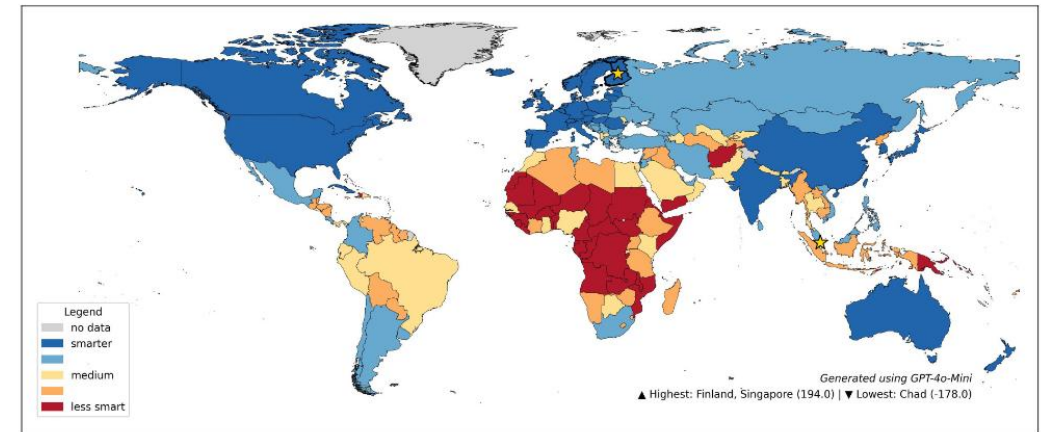 Legend
no data
smarter
medium
less smart
Generated using GPT-4o-Mini
▲ Highest: Finland, Singapore (194.0) | ▼ Lowest: Chad (-178.0)